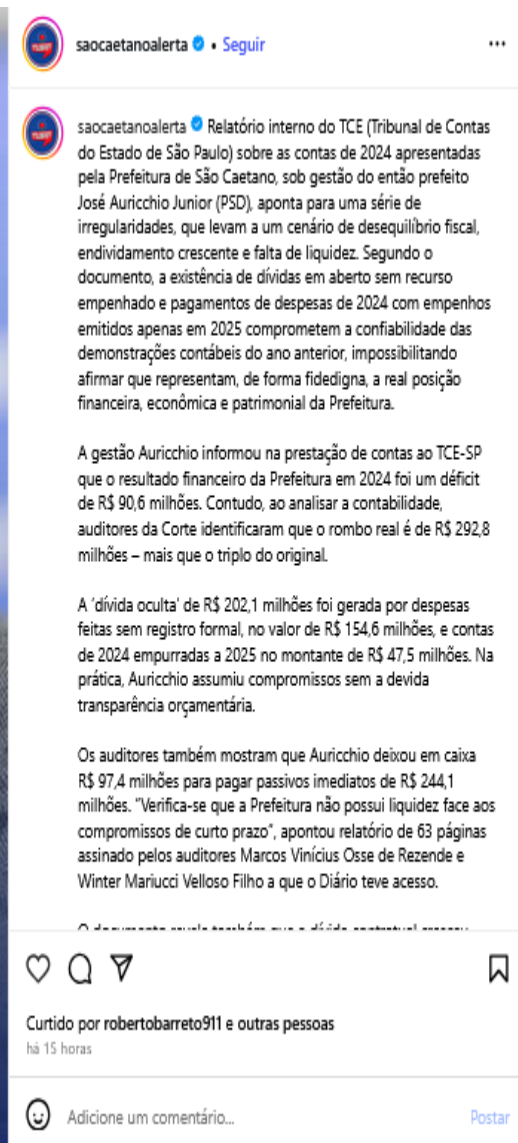 saocaetanoalerta • Seguir
saocaetanoalerta Relatório interno do TCE (Tribunal de Contas
do Estado de São Paulo) sobre as contas de 2024 apresentadas
pela Prefeitura de São Caetano, sob gestão do então prefeito
José Auricchio Junior (PSD), aponta para uma série de
irregularidades, que levam a um cenário de desequilíbrio fiscal,
endividamento crescente e falta de liquidez. Segundo o
documento, a existência de dívidas em aberto sem recurso
empenhado e pagamentos de despesas de 2024 com empenhos
emitidos apenas em 2025 comprometem a confiabilidade das
demonstrações contábeis do ano anterior, impossibilitando
afirmar que representam, de forma fidedigna, a real posição
financeira, econômica e patrimonial da Prefeitura.
A gestão Auricchio informou na prestação de contas ao TCE-SP
que o resultado financeiro da Prefeitura em 2024 foi um déficit
de R$ 90,6 milhões. Contudo, ao analisar a contabilidade,
auditores da Corte identificaram que o rombo real é de R$ 292,8
milhões – mais que o triplo do original.
A 'dívida oculta' de R$ 202,1 milhões foi gerada por despesas
feitas sem registro formal, no valor de R$ 154,6 milhões, e contas
de 2024 empurradas a 2025 no montante de R$ 47,5 milhões. Na
prática, Auricchio assumiu compromissos sem a devida
transparência orçamentária.
Os auditores também mostram que Auricchio deixou em caixa
R$ 97,4 milhões para pagar passivos imediatos de R$ 244,1
milhões. "Verifica-se que a Prefeitura não possui liquidez face aos
compromissos de curto prazo", apontou relatório de 63 páginas
assinado pelos auditores Marcos Vinícius Osse de Rezende e
Winter Mariucci Velloso Filho a que o Diário teve acesso.
Curtido por robertobarreto911 e outras pessoas
há 15 horas
Adicione um comentário...
Postar